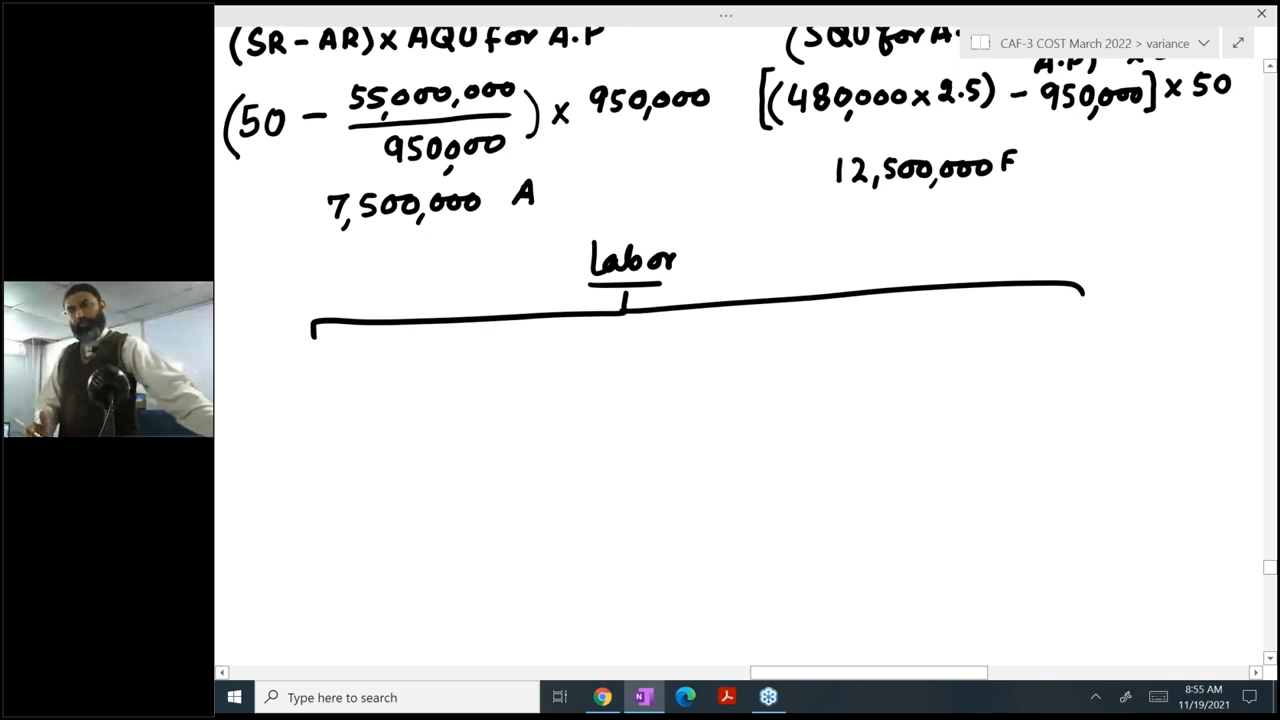 (SR - AR) x AQU for A.P
(SQU for A.
A.P)
CAF-3 COST March 2022 > variance
(50 - 55,000,000 / 950,000) x 950,000
[(480,000 x 2.5) - 950,000] x 50
7,500,000 A
12,500,000 F
Labor
Type here to search
8:55 AM
11/19/2021